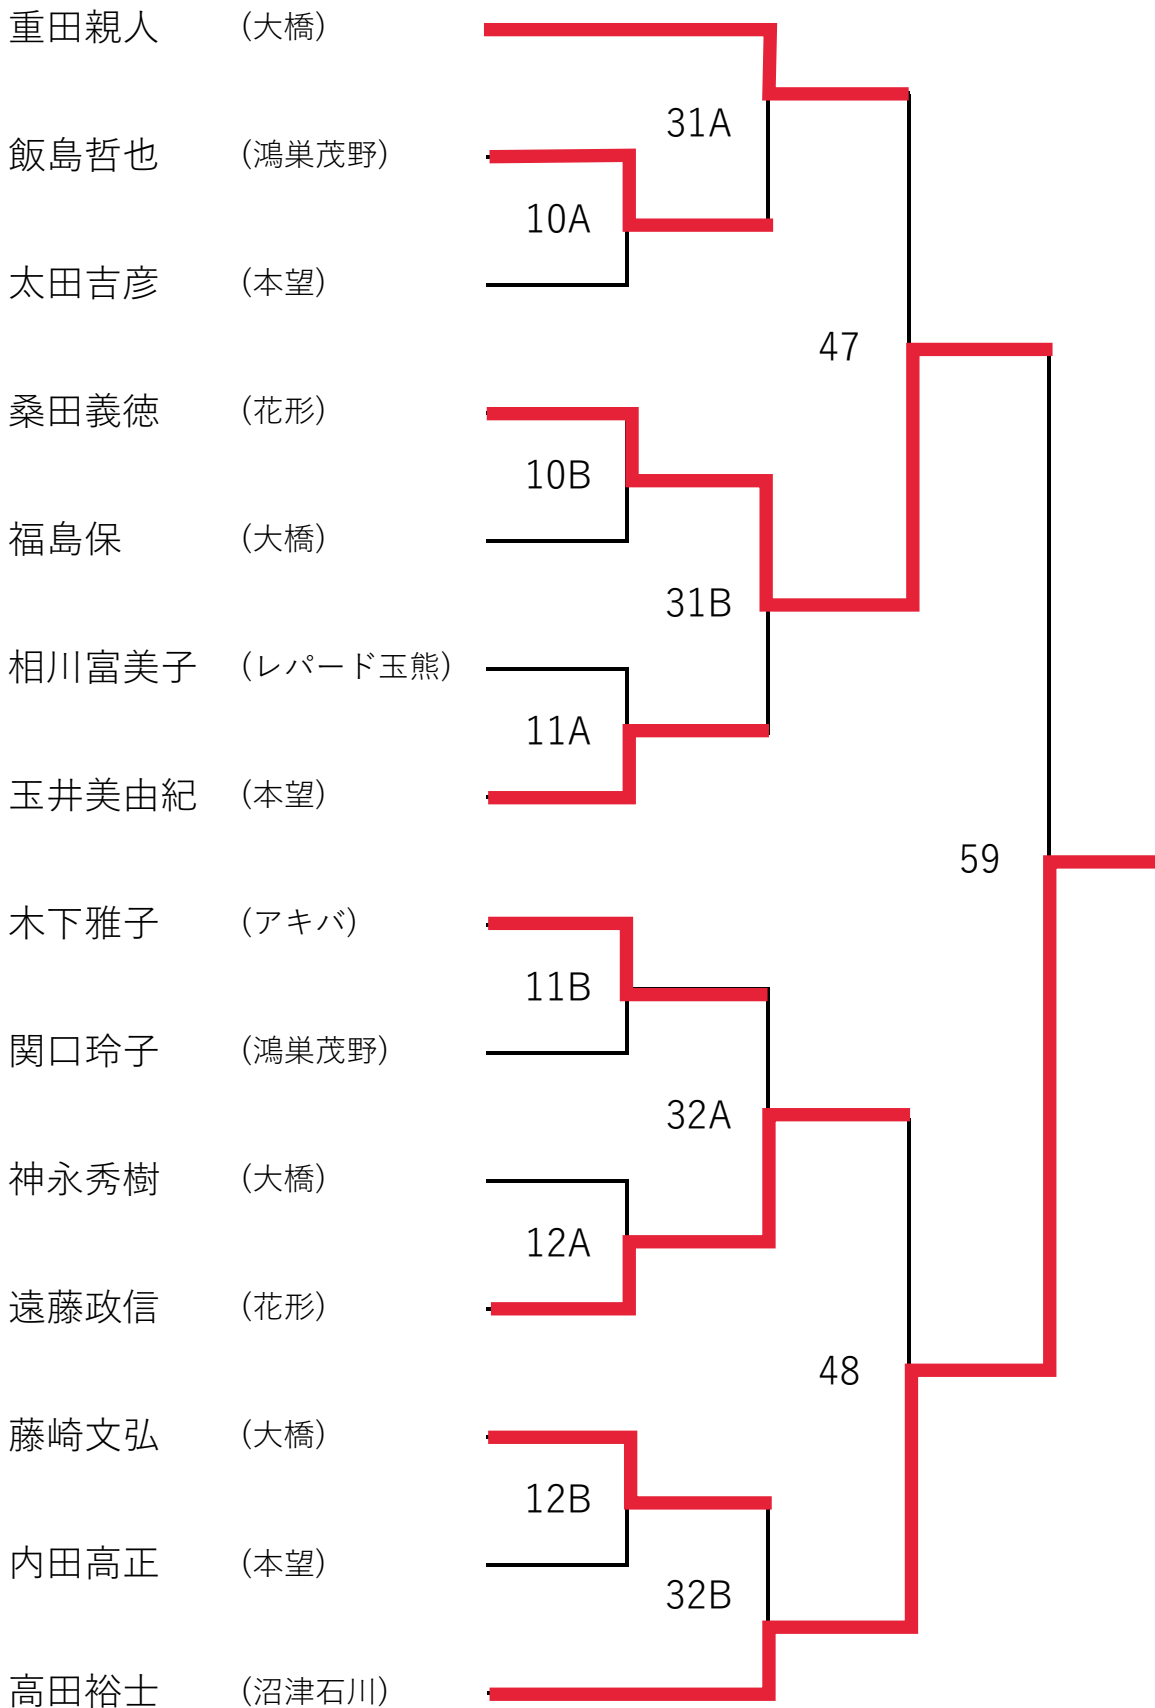 重田親人 (大橋)
31A
飯島哲也 (鴻巣茂野)
10A
太田吉彦 (本望)
47
桑田義徳 (花形)
10B
福島保 (大橋)
31B
相川富美子 (レパード玉熊)
11A
玉井美由紀 (本望)
59
木下雅子 (アキバ)
11B
関口玲子 (鴻巣茂野)
32A
神永秀樹 (大橋)
12A
遠藤政信 (花形)
48
藤崎文弘 (大橋)
12B
内田高正 (本望)
32B
高田裕士 (沼津石川)